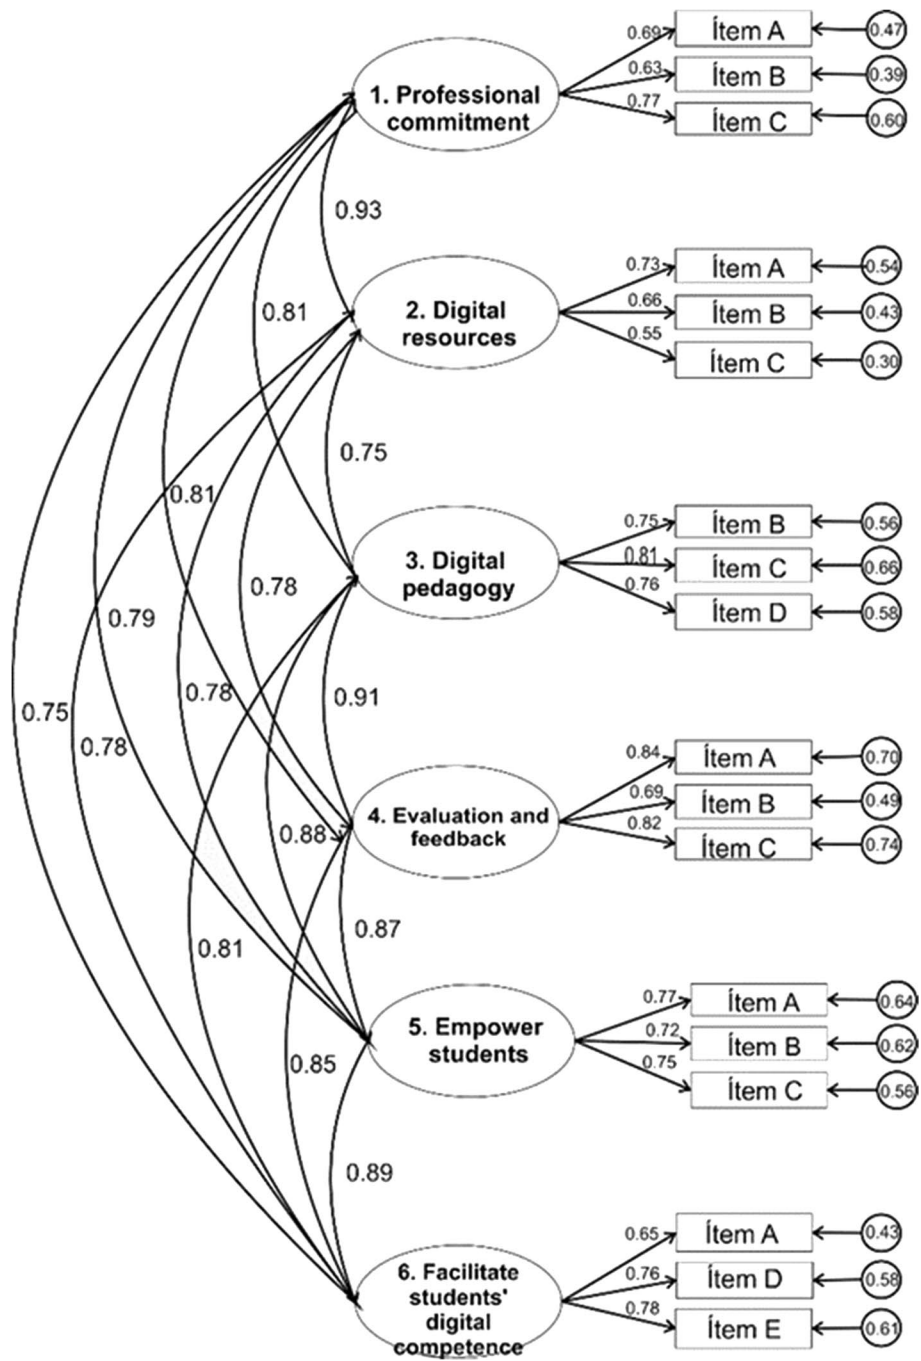 0.69
Ítem A
0.47
0.63
Ítem B
0.39
1. Professional
commitment
0.77
Ítem C
0.60
0.93
0.73
Ítem A
0.54
2. Digital
resources
0.66
Ítem B
0.43
0.81
0.55
Ítem C
0.30
0.75
0.81
0.75
Ítem B
0.56
3. Digital
pedagogy
0.81
Ítem C
0.66
0.78
0.76
Ítem D
0.58
0.79
0.78
0.91
0.75
0.78
0.84
Ítem A
0.70
0.69
Ítem B
0.49
4. Evaluation and
feedback
0.88
0.82
Ítem C
0.74
0.87
0.81
0.77
Ítem A
0.64
5. Empower
students
0.72
Ítem B
0.62
0.85
0.75
Ítem C
0.56
0.89
0.65
Ítem A
0.43
6. Facilitate
students'
digital
competence
0.76
Ítem D
0.58
0.78
Ítem E
0.61